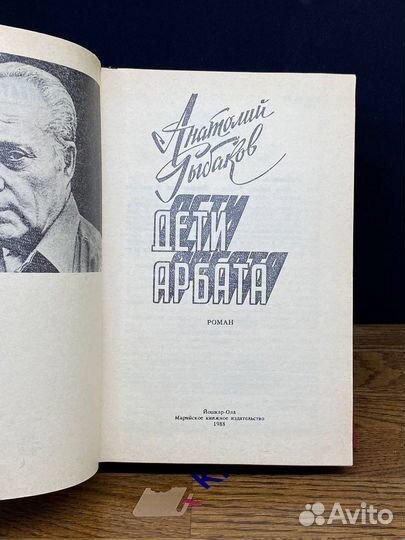 Анатолий
Рыбаков
ДЕТИ
АРБАТА
РОМАН
Йошкар-Ола
Марийское книжное издательство
1988
Avito